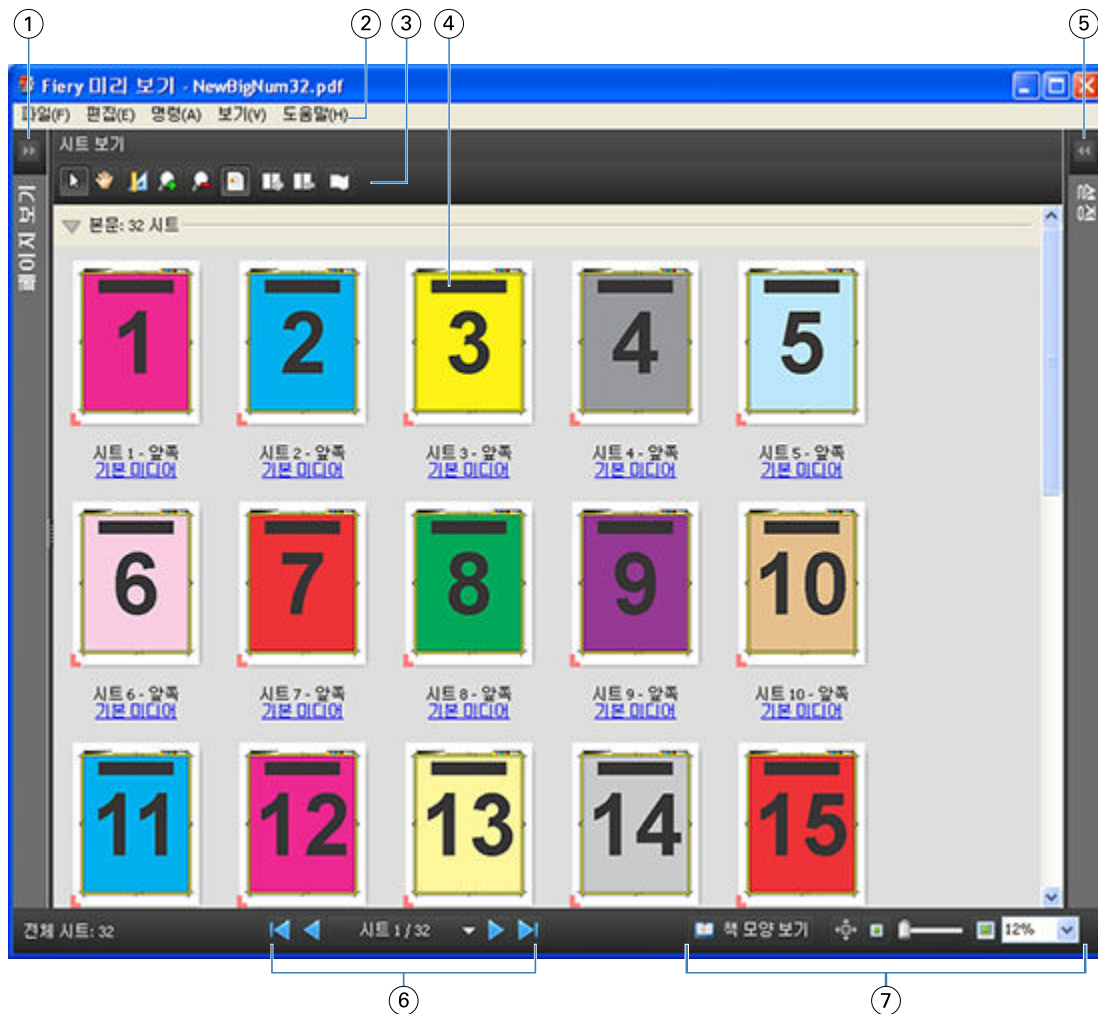 1 2 3 4 5
Fiery 미리 보기 - NewBigNum32.pdf
파일(F) 편집(E) 명령(A) 보기(V) 도움말(H)
시트 보기
설정
본문: 32 시트
1 2 3 4 5
시트 1 - 앞쪽 시트 2 - 앞쪽 시트 3 - 앞쪽 시트 4 - 앞쪽 시트 5 - 앞쪽
기본 미디어 기본 미디어 기본 미디어 기본 미디어 기본 미디어
6 7 8 9 10
시트 6 - 앞쪽 시트 7 - 앞쪽 시트 8 - 앞쪽 시트 9 - 앞쪽 시트 10 - 앞쪽
기본 미디어 기본 미디어 기본 미디어 기본 미디어 기본 미디어
11 12 13 14 15
전체 시트: 32 시트 1 / 32 책 모양 보기 12%
6 7